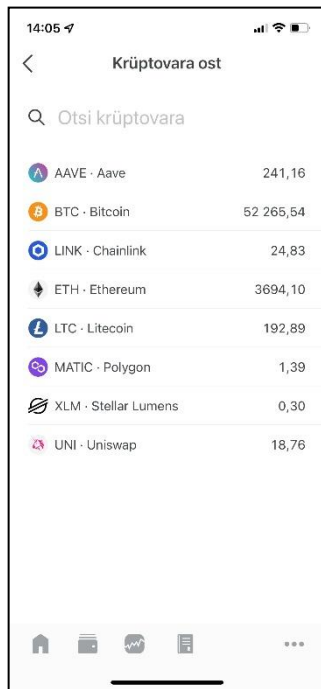 14:05
Krüptovara ost
Otsi krüptovara
AAVE · Aave 241,16
BTC · Bitcoin 52 265,54
LINK · Chainlink 24,83
ETH · Ethereum 3694,10
LTC · Litecoin 192,89
MATIC · Polygon 1,39
XLM · Stellar Lumens 0,30
UNI · Uniswap 18,76